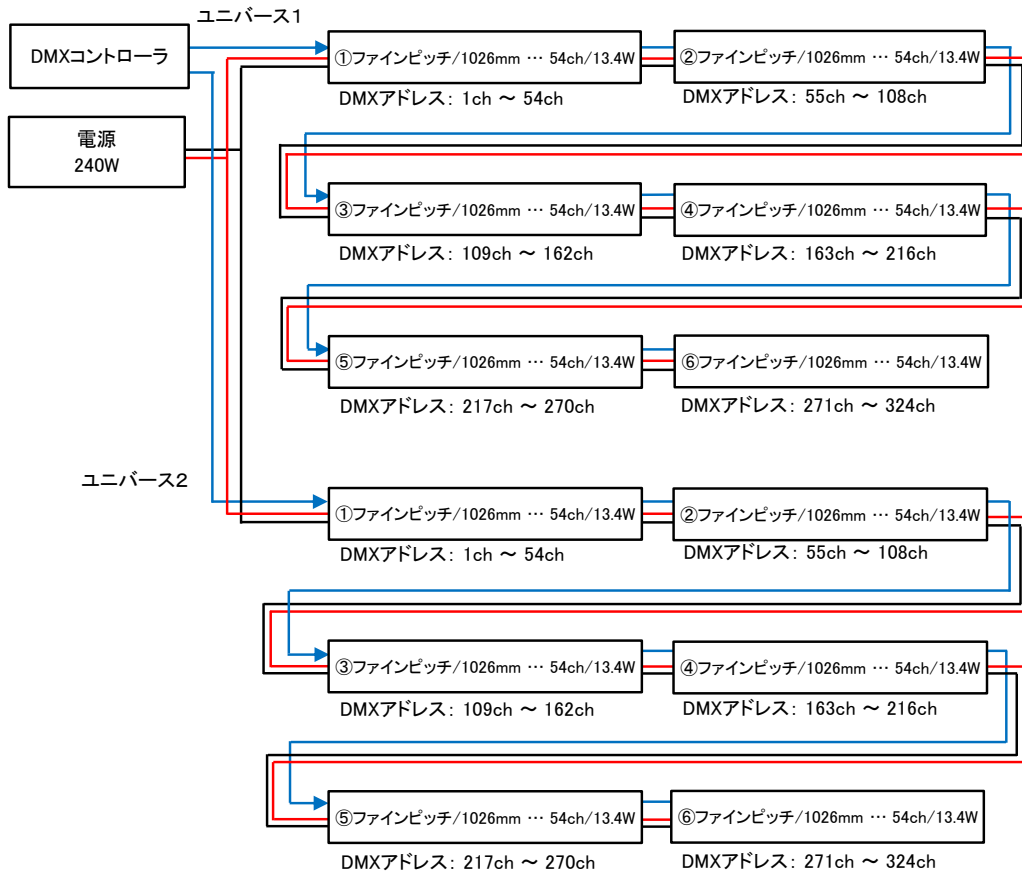 ユニバース1
DMXコントローラ
電源
240W
①ファインピッチ/1026mm … 54ch/13.4W
DMXアドレス: 1ch ～ 54ch
②ファインピッチ/1026mm … 54ch/13.4W
DMXアドレス: 55ch ～ 108ch
③ファインピッチ/1026mm … 54ch/13.4W
DMXアドレス: 109ch ～ 162ch
④ファインピッチ/1026mm … 54ch/13.4W
DMXアドレス: 163ch ～ 216ch
⑤ファインピッチ/1026mm … 54ch/13.4W
DMXアドレス: 217ch ～ 270ch
⑥ファインピッチ/1026mm … 54ch/13.4W
DMXアドレス: 271ch ～ 324ch
ユニバース2
①ファインピッチ/1026mm … 54ch/13.4W
DMXアドレス: 1ch ～ 54ch
②ファインピッチ/1026mm … 54ch/13.4W
DMXアドレス: 55ch ～ 108ch
③ファインピッチ/1026mm … 54ch/13.4W
DMXアドレス: 109ch ～ 162ch
④ファインピッチ/1026mm … 54ch/13.4W
DMXアドレス: 163ch ～ 216ch
⑤ファインピッチ/1026mm … 54ch/13.4W
DMXアドレス: 217ch ～ 270ch
⑥ファインピッチ/1026mm … 54ch/13.4W
DMXアドレス: 271ch ～ 324ch